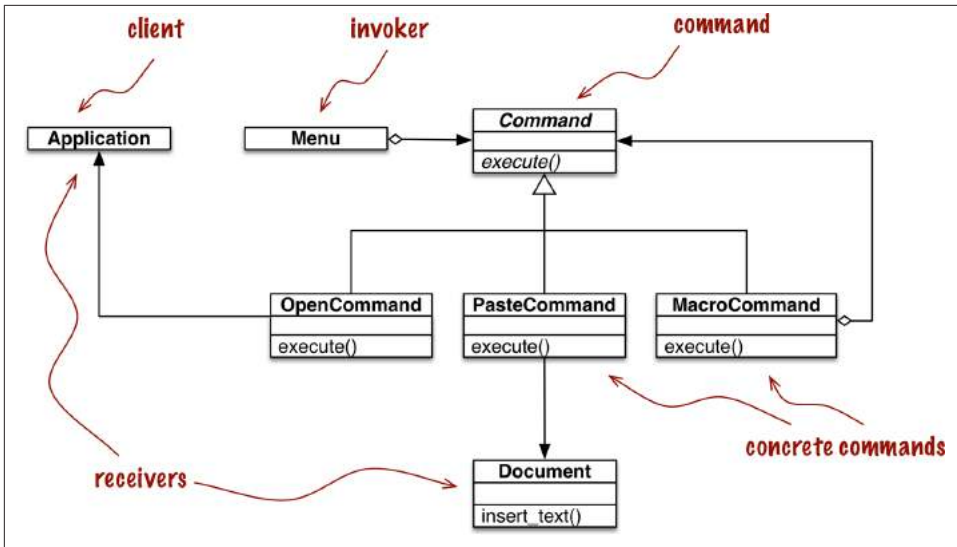 client
invoker
command
Application
Menu
Command
execute()
OpenCommand
execute()
PasteCommand
execute()
MacroCommand
execute()
concrete commands
receivers
Document
insert_text()